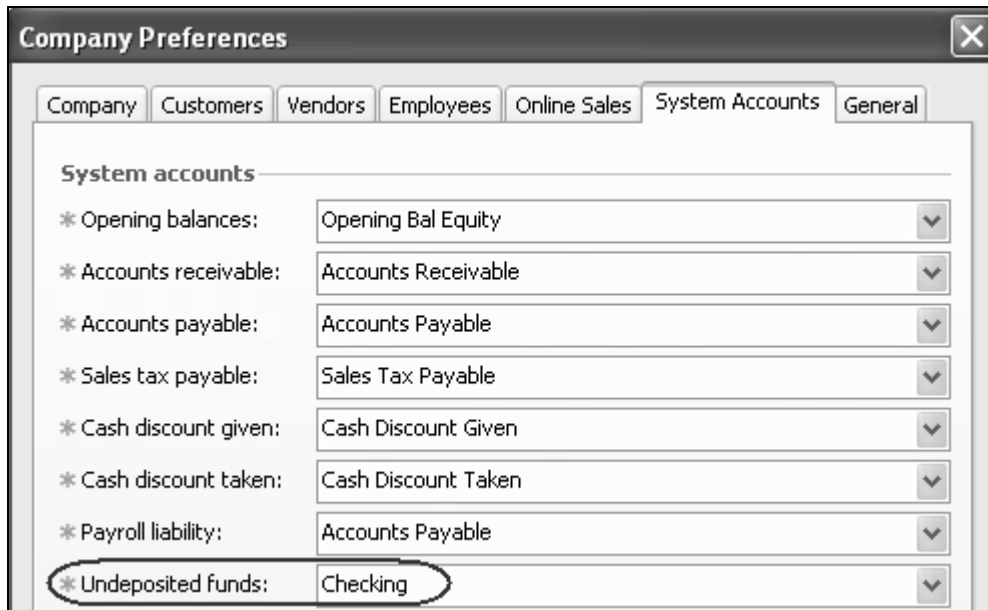 Company Preferences
Company Customers Vendors Employees Online Sales System Accounts General
System accounts
* Opening balances: Opening Bal Equity
* Accounts receivable: Accounts Receivable
* Accounts payable: Accounts Payable
* Sales tax payable: Sales Tax Payable
* Cash discount given: Cash Discount Given
* Cash discount taken: Cash Discount Taken
* Payroll liability: Accounts Payable
* Undeposited funds: Checking